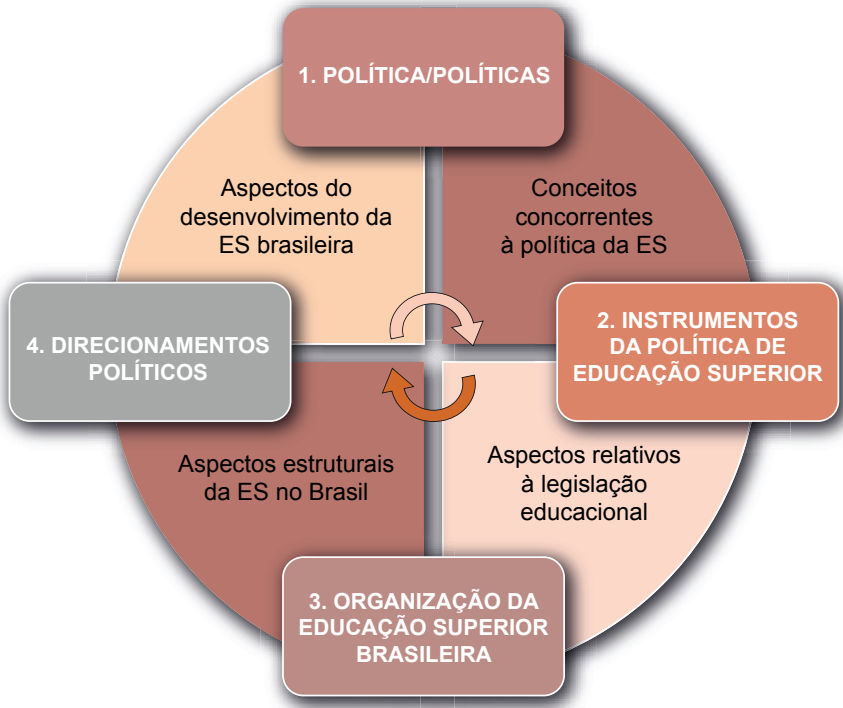 1. POLÍTICA/POLÍTICAS
Aspectos do
desenvolvimento da
ES brasileira
Conceitos
concorrentes
à política da ES
4. DIRECIONAMENTOS
POLÍTICOS
2. INSTRUMENTOS
DA POLÍTICA DE
EDUCAÇÃO SUPERIOR
Aspectos estruturais
da ES no Brasil
Aspectos relativos
à legislação
educacional
3. ORGANIZAÇÃO DA
EDUCAÇÃO SUPERIOR
BRASILEIRA